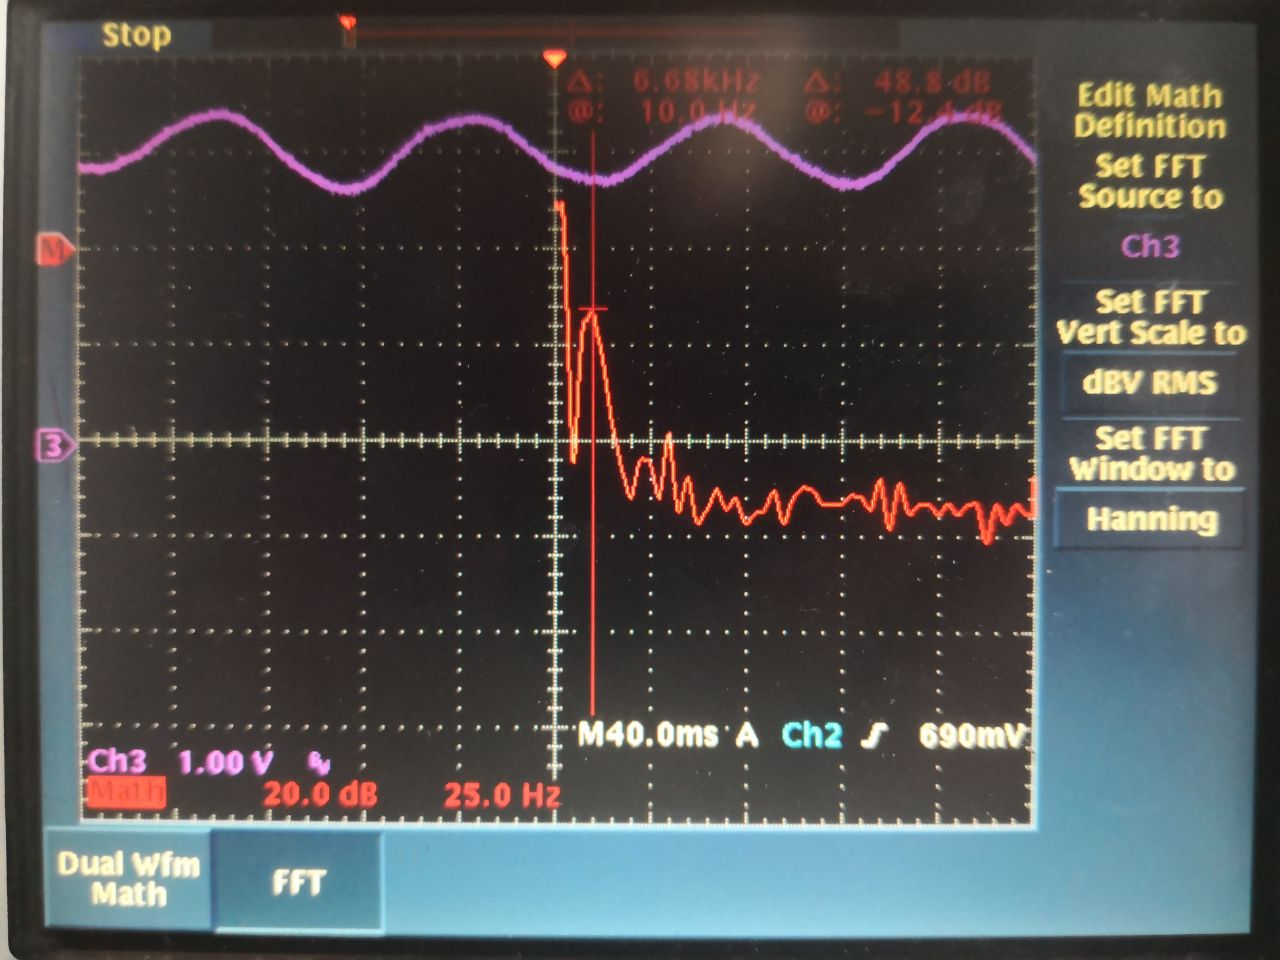 Stop
Δ: 6.68kHz Δ: 48.8 dB
@: 10.0 Hz @: -12.4 dB
M
3
Edit Math
Definition
Set FFT
Source to
Ch3
Set FFT
Vert Scale to
dBV RMS
Set FFT
Window to
Hanning
M40.0ms A Ch2 690mV
Ch3 1.00 V
Math 20.0 dB 25.0 Hz
Dual Wfm
Math
FFT